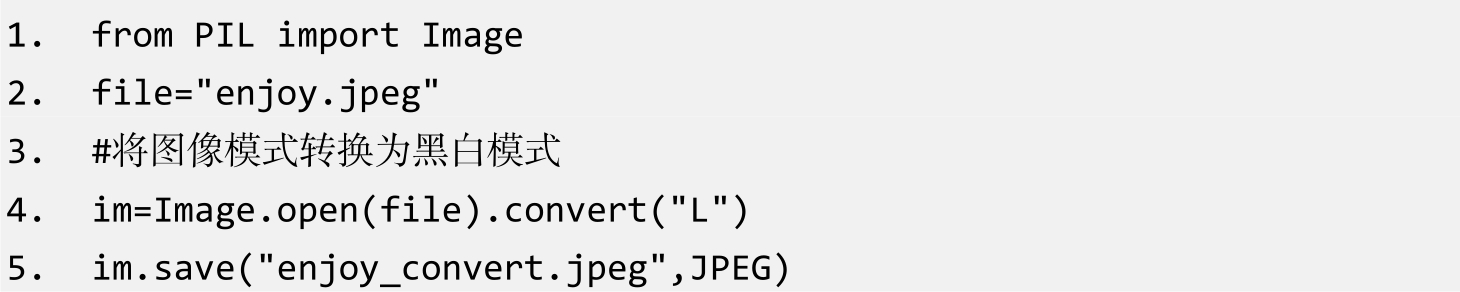 1. from PIL import Image
2. file="enjoy.jpeg"
3. #将图像模式转换为黑白模式
4. im=Image.open(file).convert("L")
5. im.save("enjoy_convert.jpeg",JPEG)